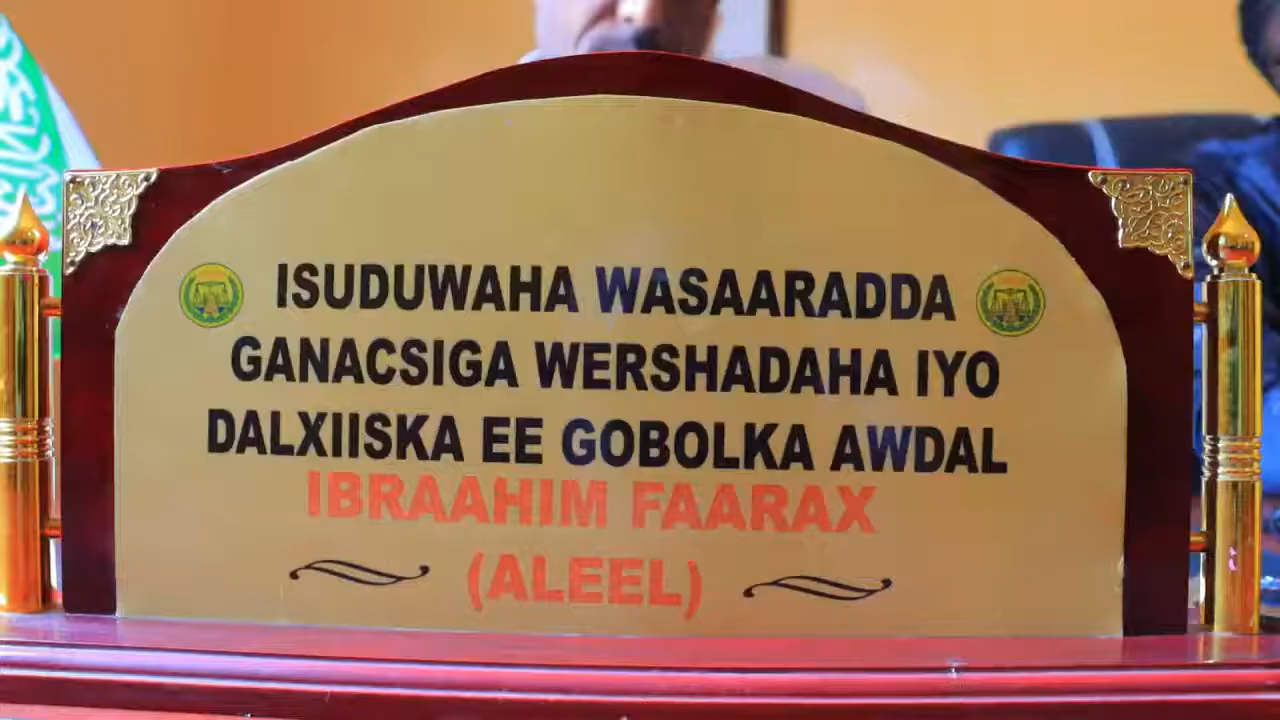 ISUDUWAHA WASAARADDA
GANACSIGA WERSHADAHA IYO
DALXIISKA EE GOBOLKA AWDAL
IBRAAHIM FAARAX
(ALEEL)